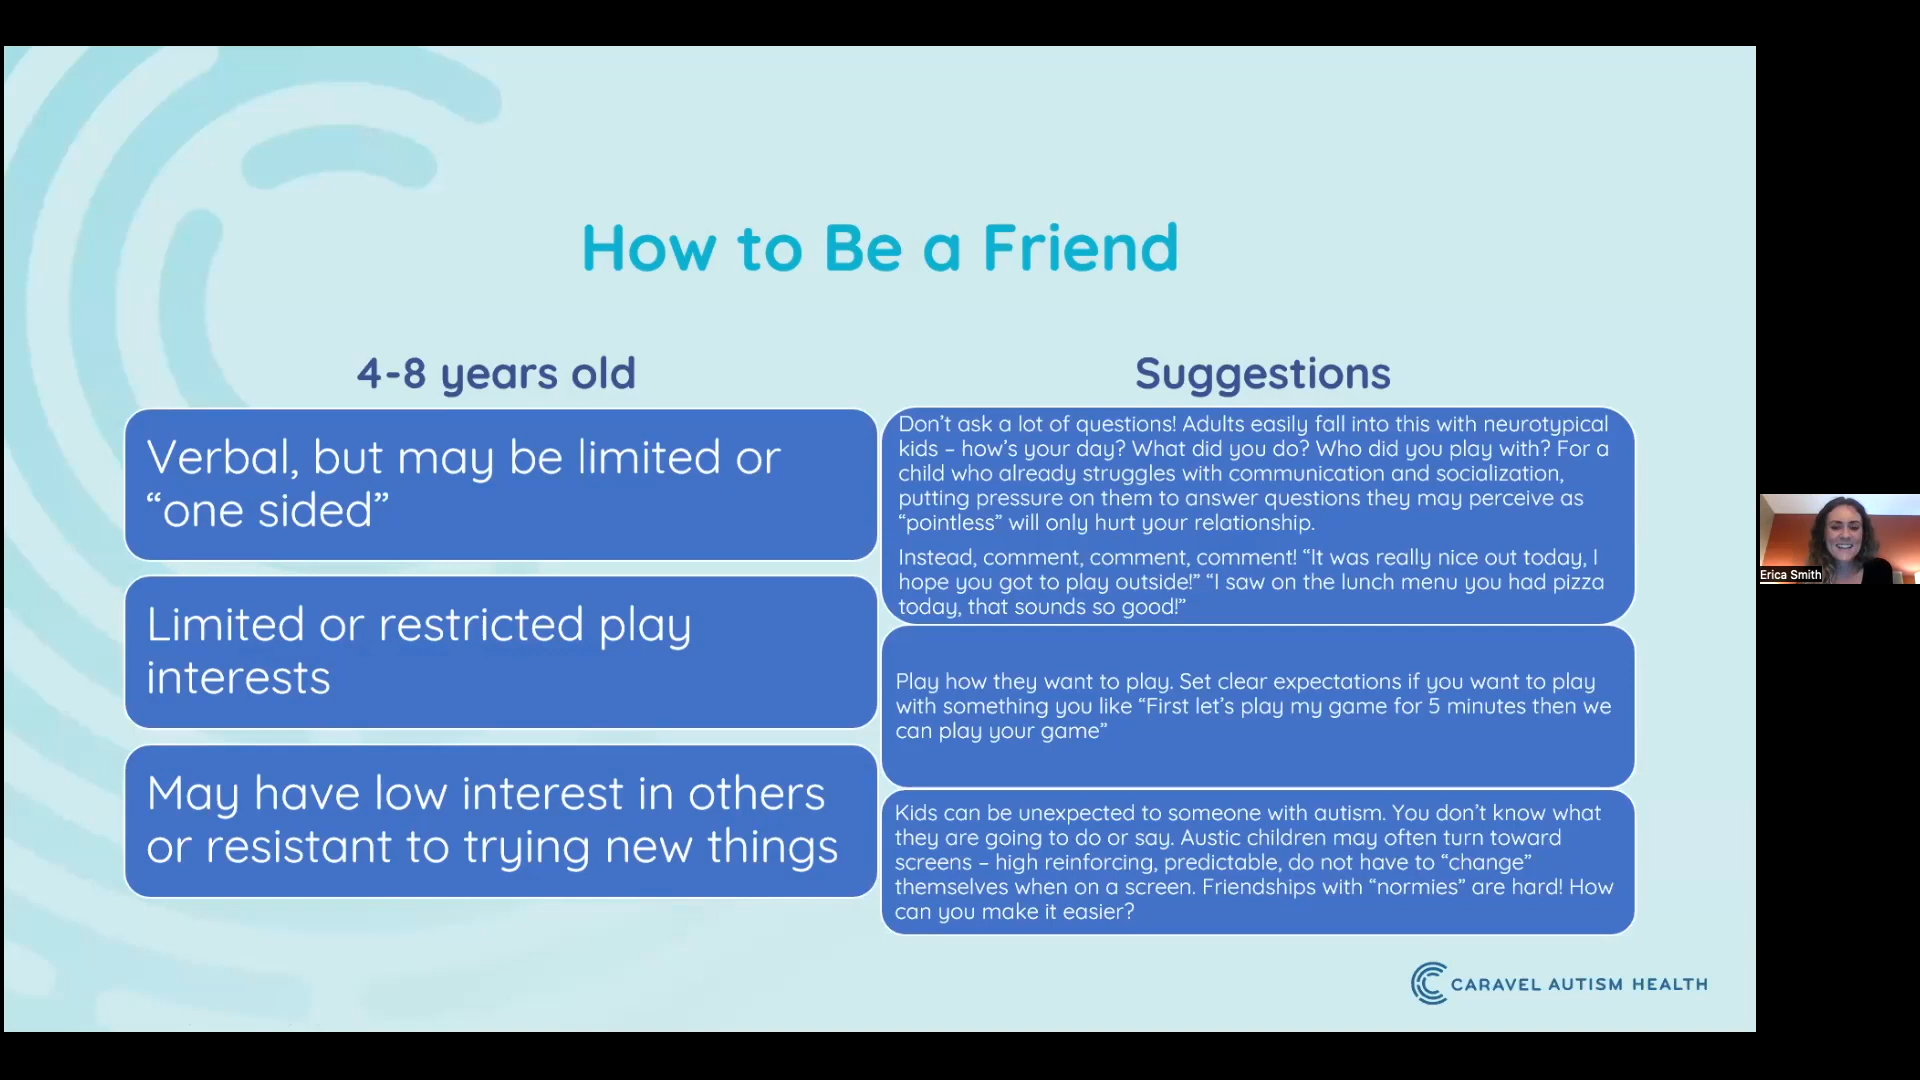 How to Be a Friend
4-8 years old
Verbal, but may be limited or
“one sided”
Limited or restricted play
interests
May have low interest in others
or resistant to trying new things
Suggestions
Don’t ask a lot of questions! Adults easily fall into this with neurotypical
kids – how’s your day? What did you do? Who did you play with? For a
child who already struggles with communication and socialization,
putting pressure on them to answer questions they may perceive as
“pointless” will only hurt your relationship.
Instead, comment, comment, comment! “It was really nice out today, I
hope you got to play outside!” “I saw on the lunch menu you had pizza
today, that sounds so good!”
Play how they want to play. Set clear expectations if you want to play
with something you like “First let’s play my game for 5 minutes then we
can play your game”
Kids can be unexpected to someone with autism. You don’t know what
they are going to do or say. Austic children may often turn toward
screens – high reinforcing, predictable, do not have to “change”
themselves when on a screen. Friendships with “normies” are hard! How
can you make it easier?
CARAVEL AUTISM HEALTH
Erica Smith